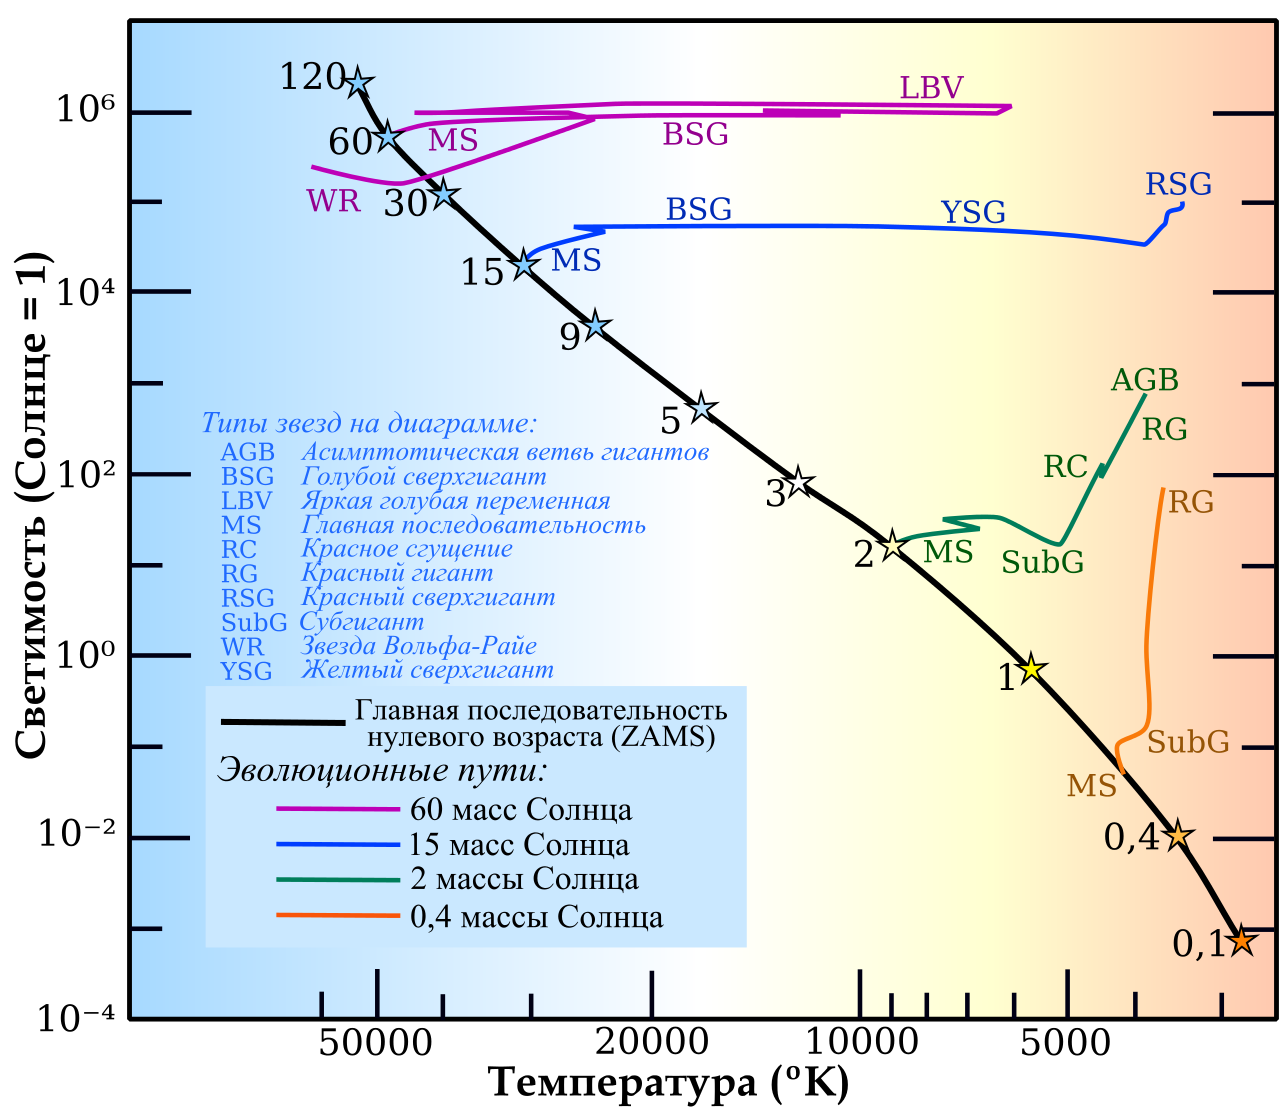 120
10⁶
LBV
60
MS
BSG
WR
30
RSG
BSG
YSG
15
MS
10⁴
9
AGB
5
RG
Типы звезд на диаграмме:
AGB Асимптотическая ветвь гигантов
BSG Голубой сверхгигант
LBV Яркая голубая переменная
MS Главная последовательность
RC Красное сгущение
RG Красный гигант
RSG Красный сверхгигант
SubG Субгигант
WR Звезда Вольфа-Райе
YSG Желтый сверхгигант
10²
RC
3
RG
2
MS
SubG
10⁰
1
Главная последовательность
нулевого возраста (ZAMS)
Эволюционные пути:
60 масс Солнца
15 масс Солнца
2 массы Солнца
0,4 массы Солнца
SubG
MS
10⁻²
0,4
0,1
10⁻⁴
50000
20000
10000
5000
Температура (ºK)
Светимость (Солнце = 1)